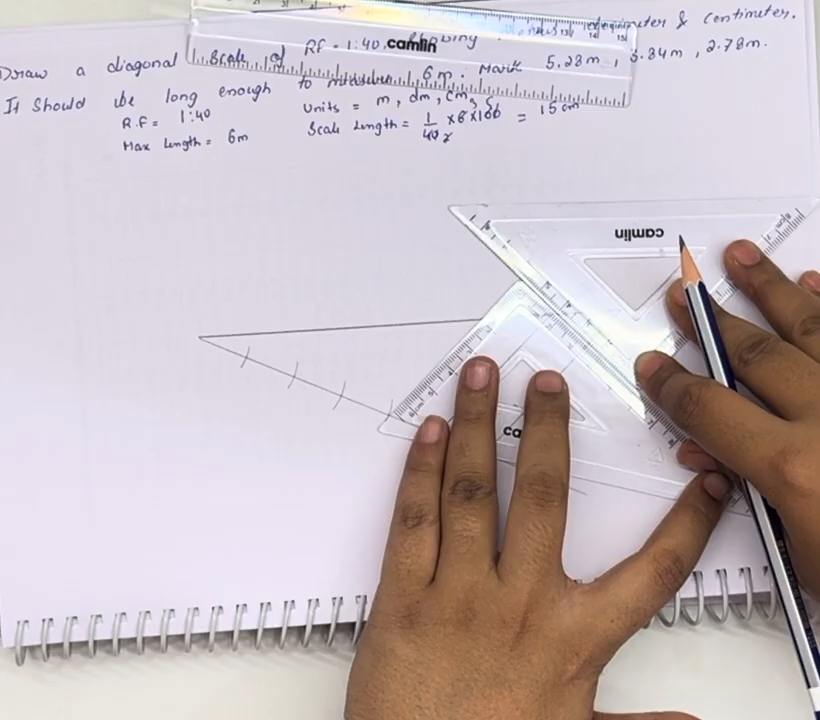 Draw a diagonal Scale of RF = 1:40, Showing meters, decimeter & centimeter.
It should be long enough to measure 6m. Mark 5.28m, 3.84m, 2.78m.
R.F = 1:40
Units = m, dm, cm
Max length = 6m
Scale length = 1/40 × 6 × 100 = 15 cm
camlin
camlin
ca